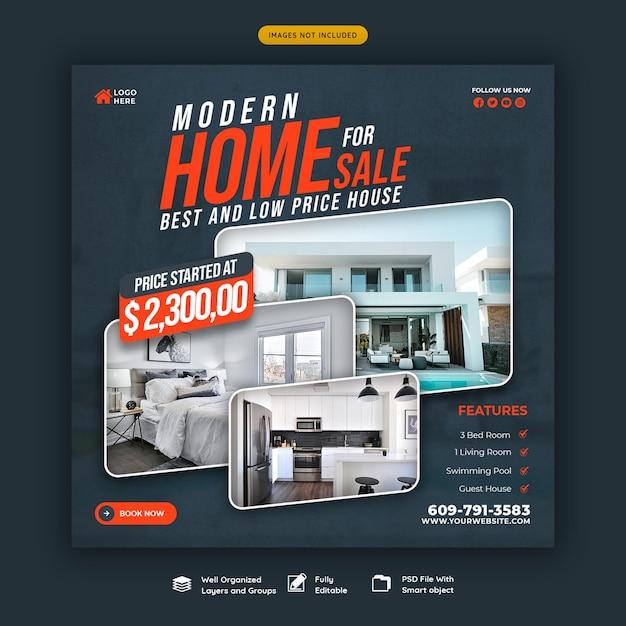 IMAGES NOT INCLUDED
LOGO
HERE
FOLLOW US NOW
MODERN
HOME FOR
SALE
BEST AND LOW PRICE HOUSE
PRICE STARTED AT
$ 2,300,00
FEATURES
3 Bed Room
1 Living Room
Swimming Pool
Guest House
BOOK NOW
609-791-3583
WWW.YOURWEBSITE.COM
Well Organized
Layers and Groups
Fully
Editable
PSD File With
Smart object